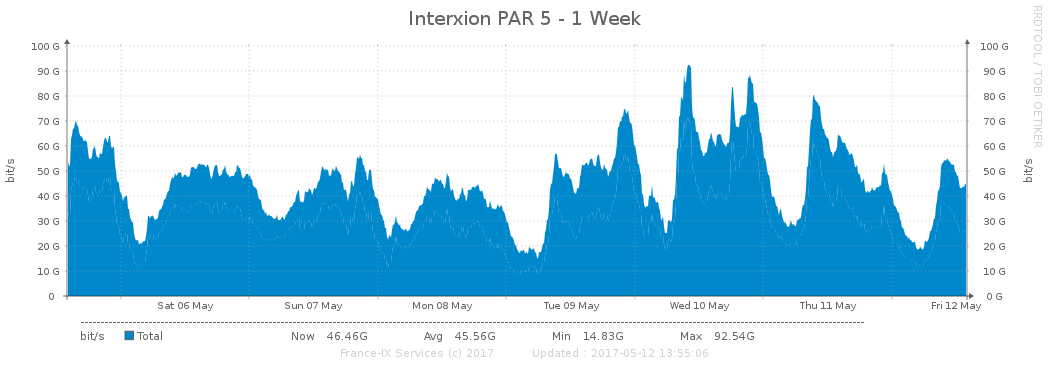 Interxion PAR 5 - 1 Week
RRDTOOL / TOBI OETIKER
100 G 100 G
90 G 90 G
80 G 80 G
70 G 70 G
60 G 60 G
50 G 50 G
40 G 40 G
30 G 30 G
20 G 20 G
10 G 10 G
0 0 G
bit/s bit/s
Sat 06 May Sun 07 May Mon 08 May Tue 09 May Wed 10 May Thu 11 May Fri 12 May
bit/s Total Now 46.46G Avg 45.56G Min 14.83G Max 92.54G
France-IX Services (c) 2017 Updated : 2017-05-12 13:55:06